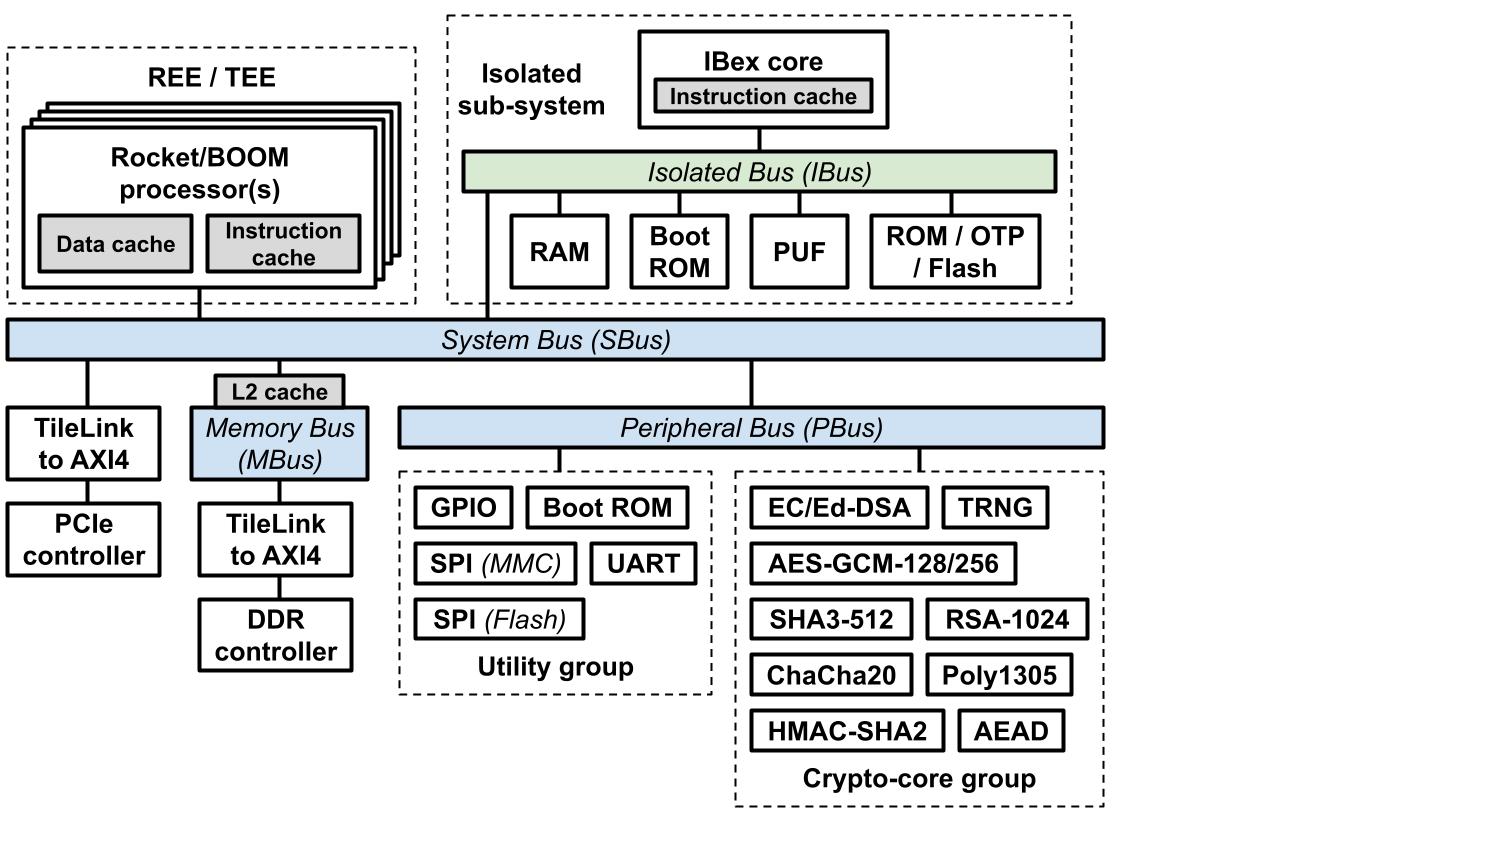 REE / TEE
Rocket/BOOM
processor(s)
Data cache
Instruction
cache
Isolated
sub-system
IBex core
Instruction cache
Isolated Bus (IBus)
RAM
Boot
ROM
PUF
ROM / OTP
/ Flash
System Bus (SBus)
TileLink
to AXI4
PCIe
controller
L2 cache
Memory Bus
(MBus)
TileLink
to AXI4
DDR
controller
Peripheral Bus (PBus)
GPIO
Boot ROM
SPI (MMC)
UART
SPI (Flash)
Utility group
EC/Ed-DSA
TRNG
AES-GCM-128/256
SHA3-512
RSA-1024
ChaCha20
Poly1305
HMAC-SHA2
AEAD
Crypto-core group